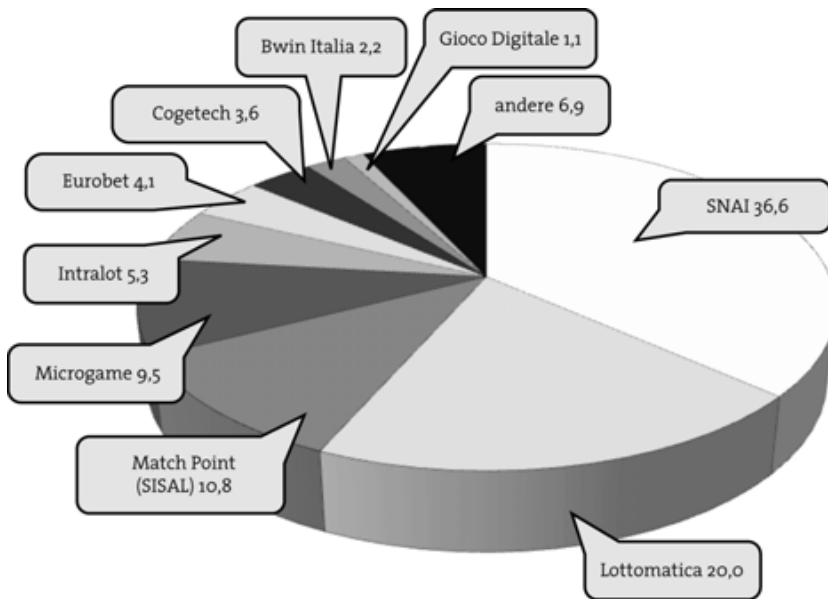 Gioco Digitale 1,1
Bwin Italia 2,2
andere 6,9
Cogetech 3,6
Eurobet 4,1
SNAI 36,6
Intralot 5,3
Microgame 9,5
Match Point
(SISAL) 10,8
Lottomatica 20,0